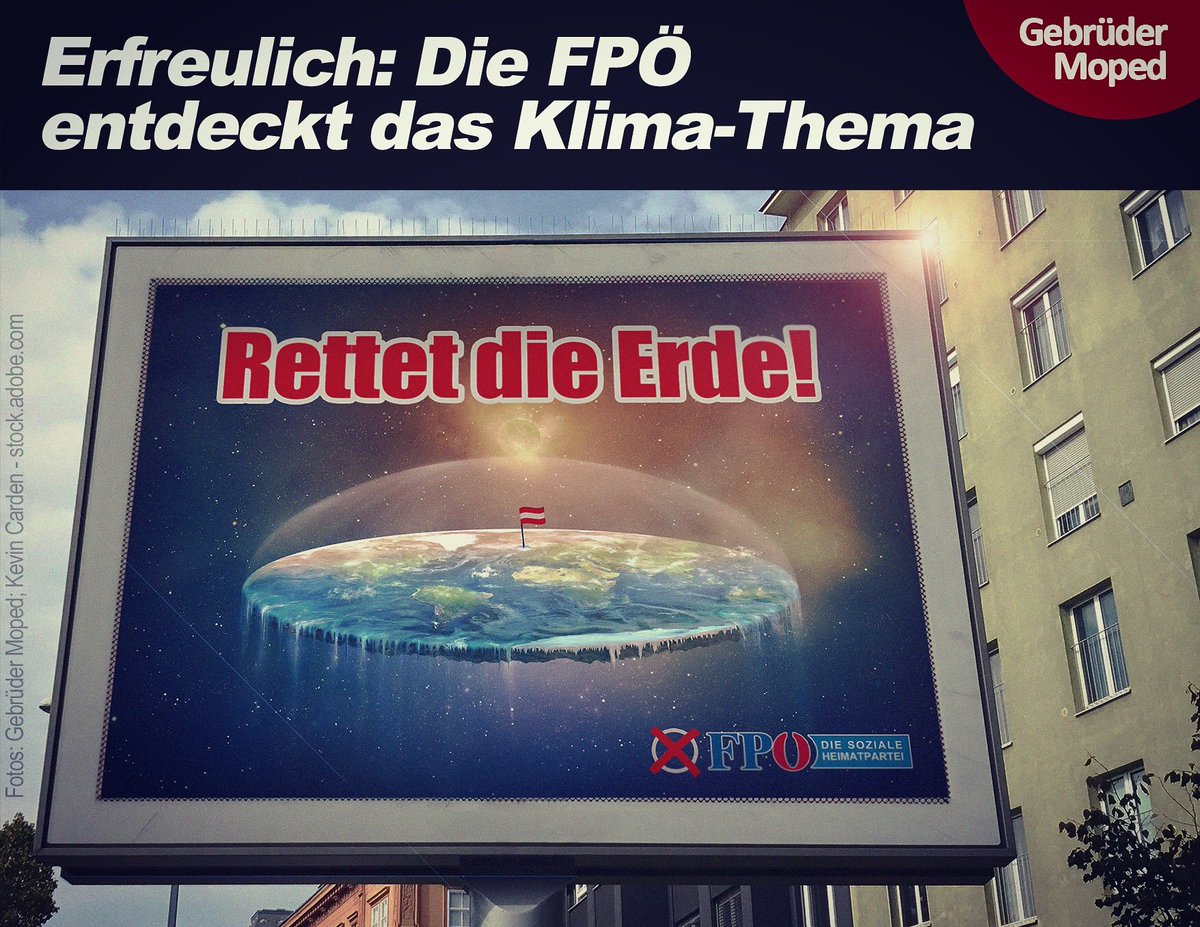 Erfreulich: Die FPÖ
entdeckt das Klima-Thema
Gebrüder
Moped
Rettet die Erde!
FPÖ
DIE SOZIALE
HEIMATPARTEI
Fotos: Gebrüder Moped; Kevin Carden - stock.adobe.com